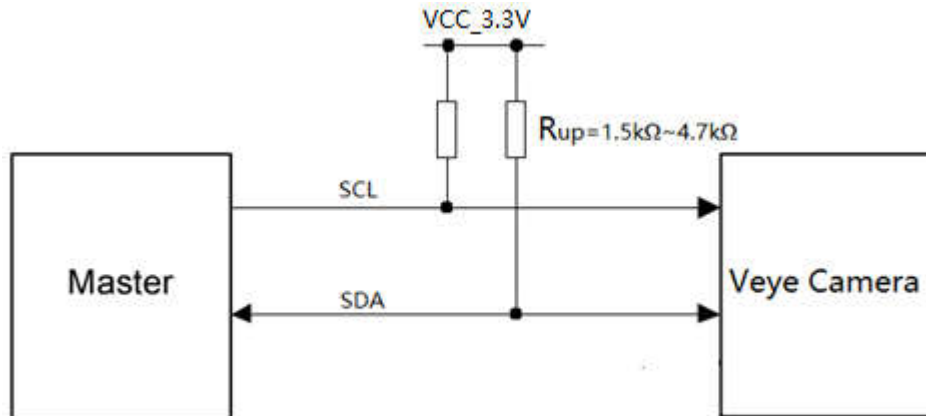 VCC_3.3V
Rup=1.5kΩ~4.7kΩ
SCL
Master
Veye Camera
SDA